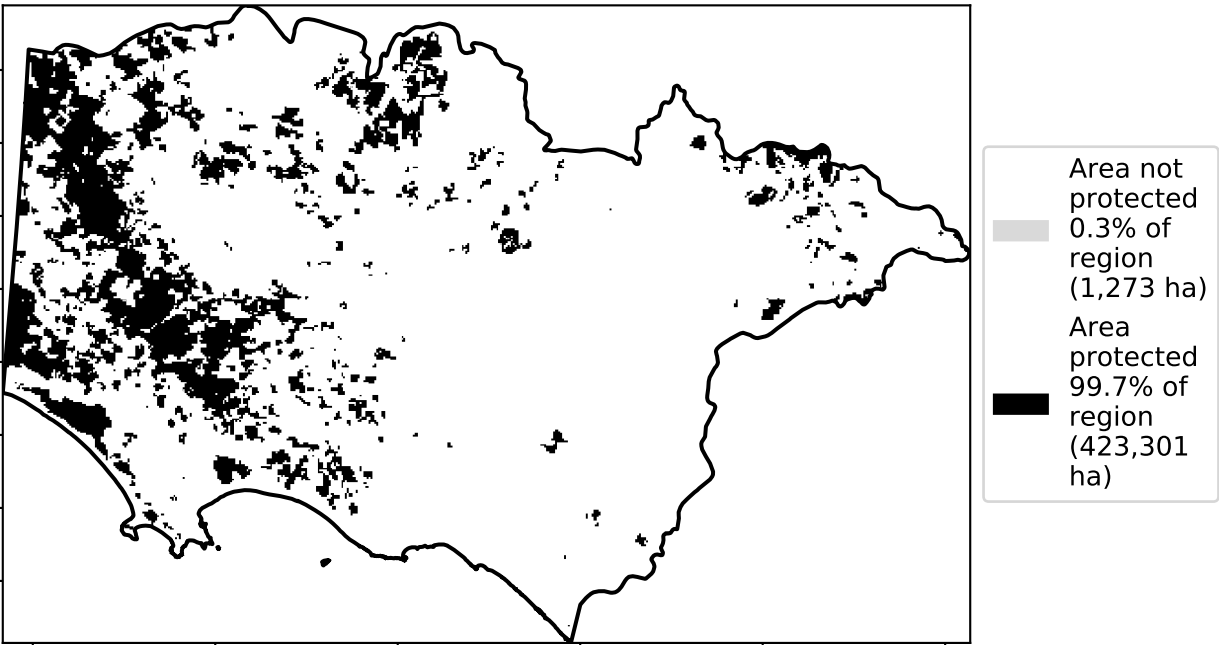 Area not
protected
0.3% of
region
(1,273 ha)
Area
protected
99.7% of
region
(423,301
ha)